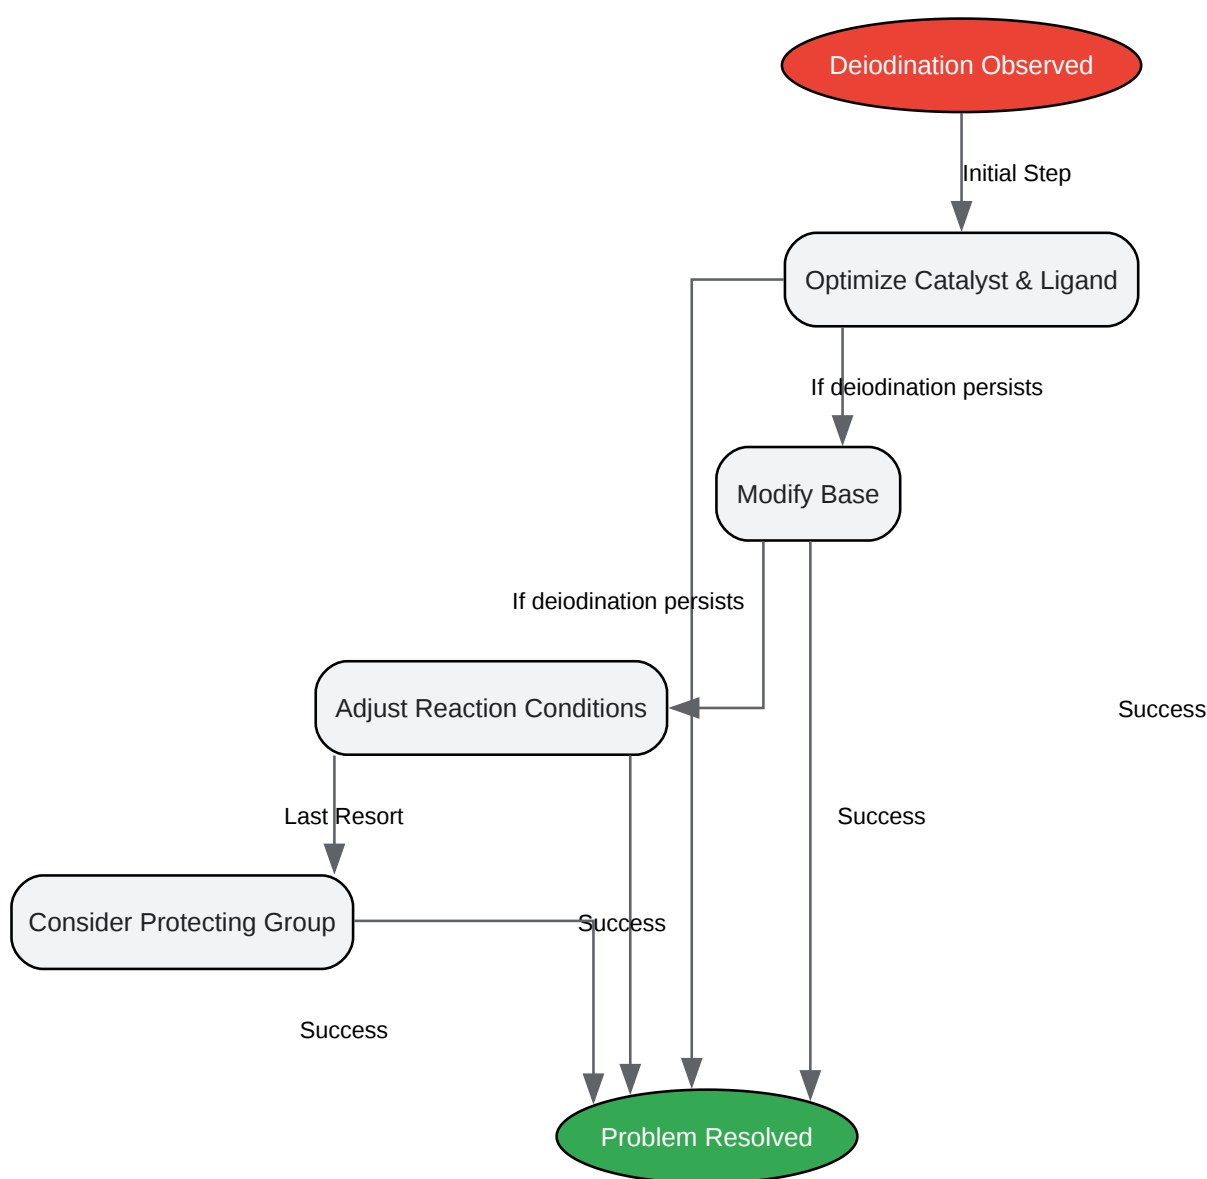 Deiodination Observed
Initial Step
Optimize Catalyst & Ligand
If deiodination persists
Modify Base
If deiodination persists
Adjust Reaction Conditions
Success
Last Resort
Success
Consider Protecting Group
Success
Success
Problem Resolved